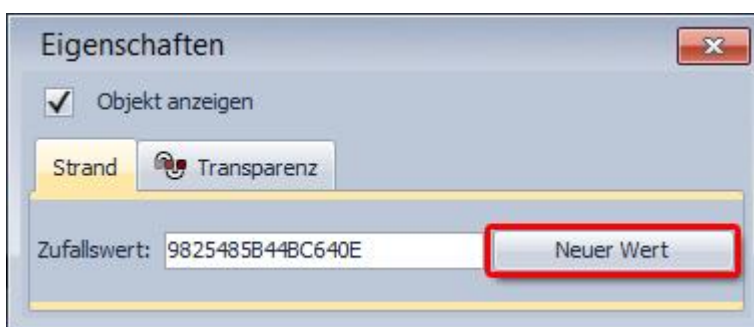 Eigenschaften
Objekt anzeigen
Strand Transparenz
Zufallswert: 9825485B44BC640E Neuer Wert